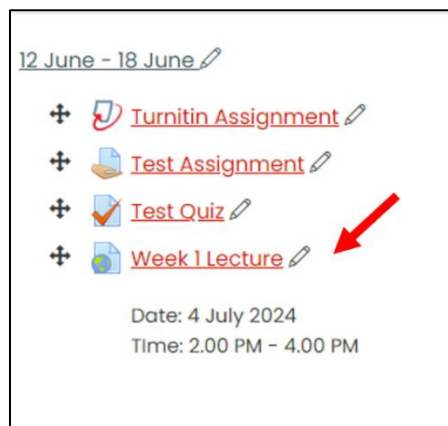 12 June - 18 June
Turnitin Assignment
Test Assignment
Test Quiz
Week 1 Lecture
Date: 4 July 2024
TIme: 2.00 PM - 4.00 PM